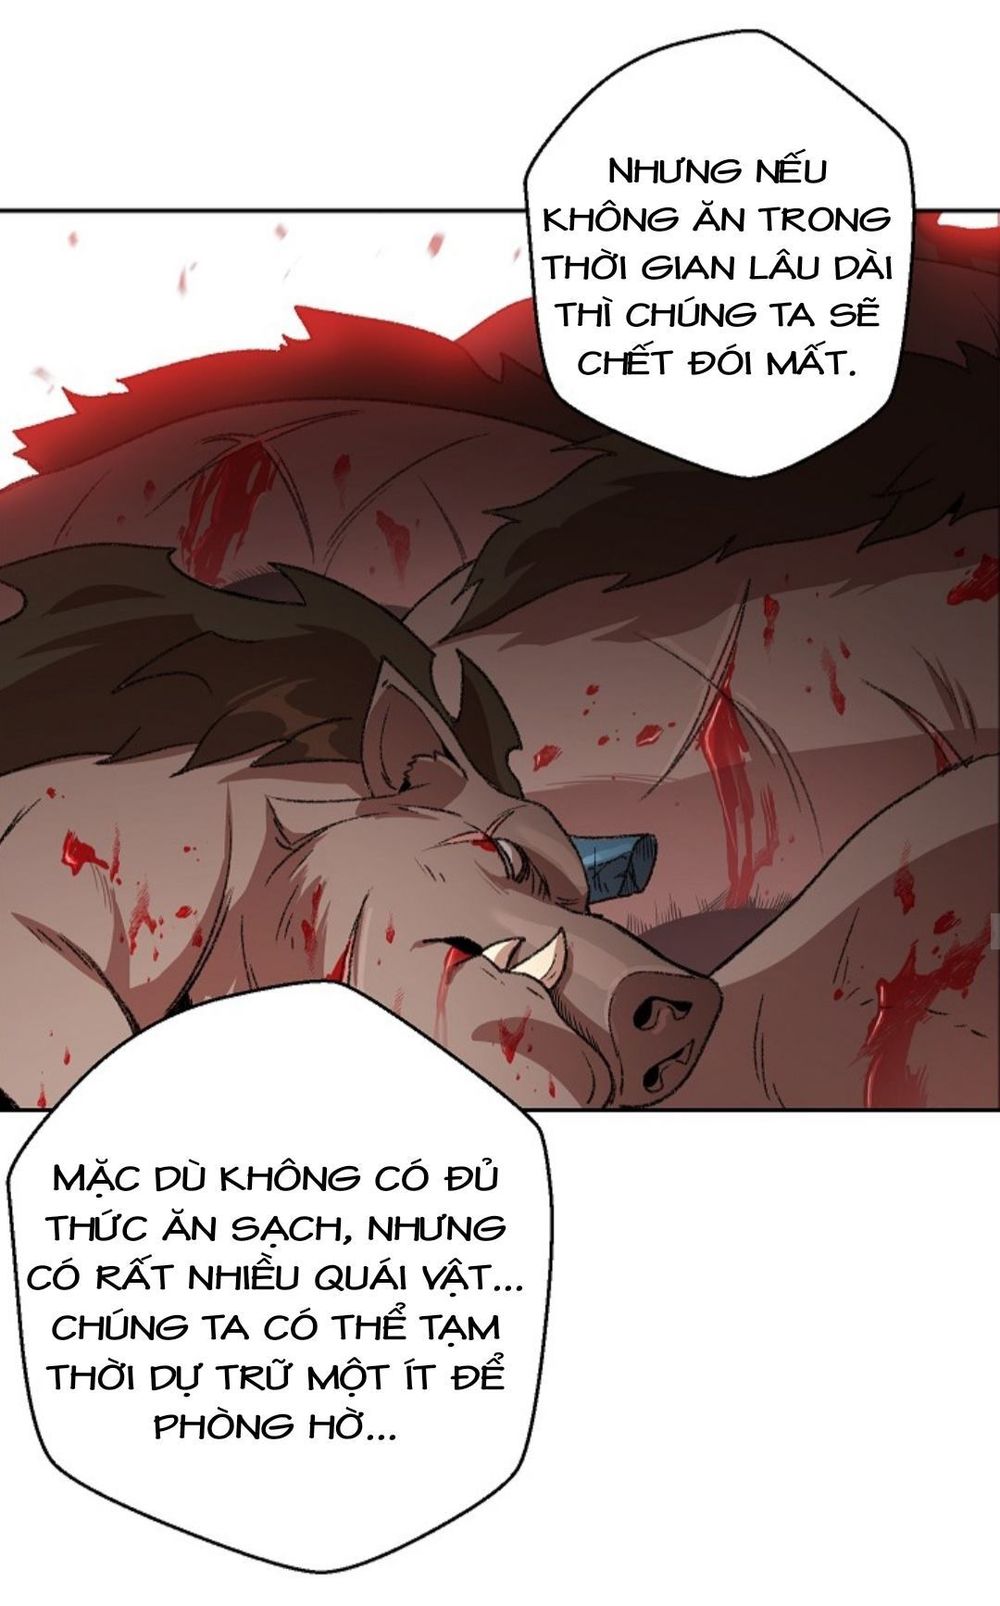 NHƯNG NẾU
KHÔNG ĂN TRONG
THỜI GIAN LÂU DÀI
THÌ CHÚNG TA SẼ
CHẾT ĐÓI MẤT.
MẶC DÙ KHÔNG CÓ ĐỦ
THỨC ĂN SẠCH, NHƯNG
CÓ RẤT NHIỀU QUÁI VẬT...
CHÚNG TA CÓ THỂ TẠM
THỜI DỰ TRỮ MỘT ÍT ĐỂ
PHÒNG HỜ...